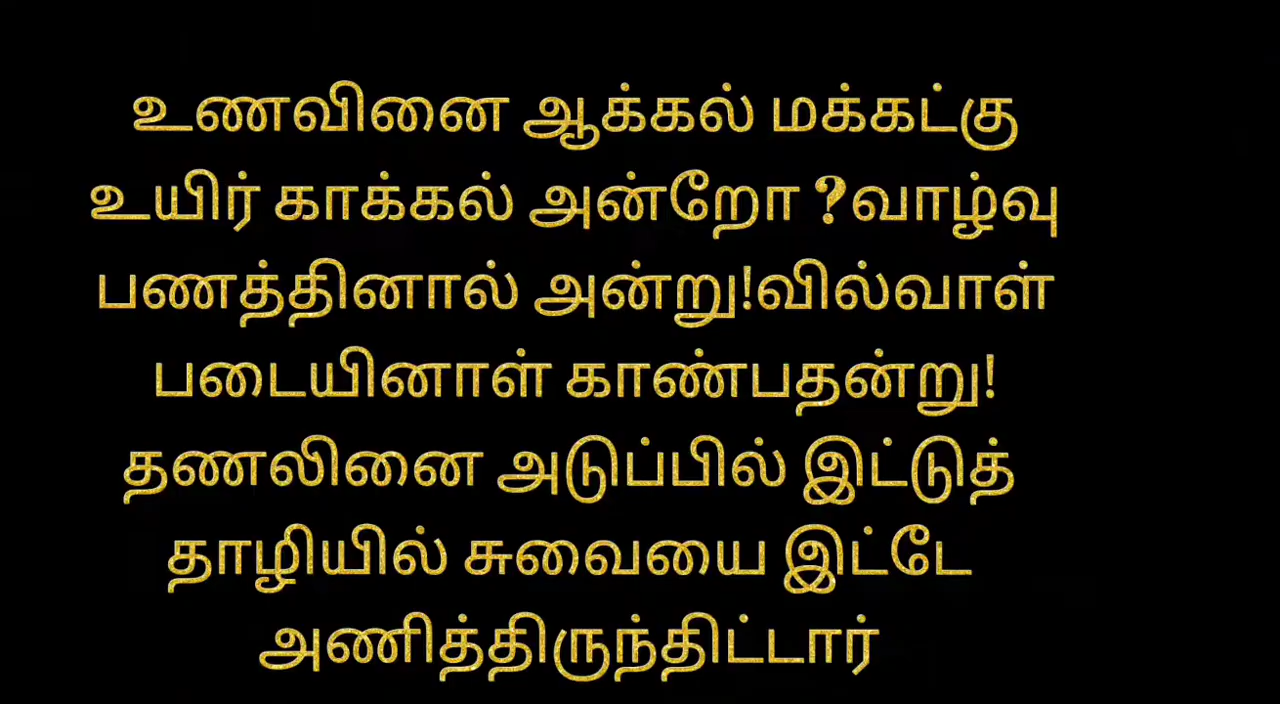 உணவினை ஆக்கல் மக்கட்கு
உயிர் காக்கல் அன்றோ ?வாழ்வு
பணத்தினால் அன்று!வில்வாள்
படையினாள் காண்பதன்று!
தணலினை அடுப்பில் இட்டுத்
தாழியில் சுவையை இட்டே
அணித்திருந்திட்டார்